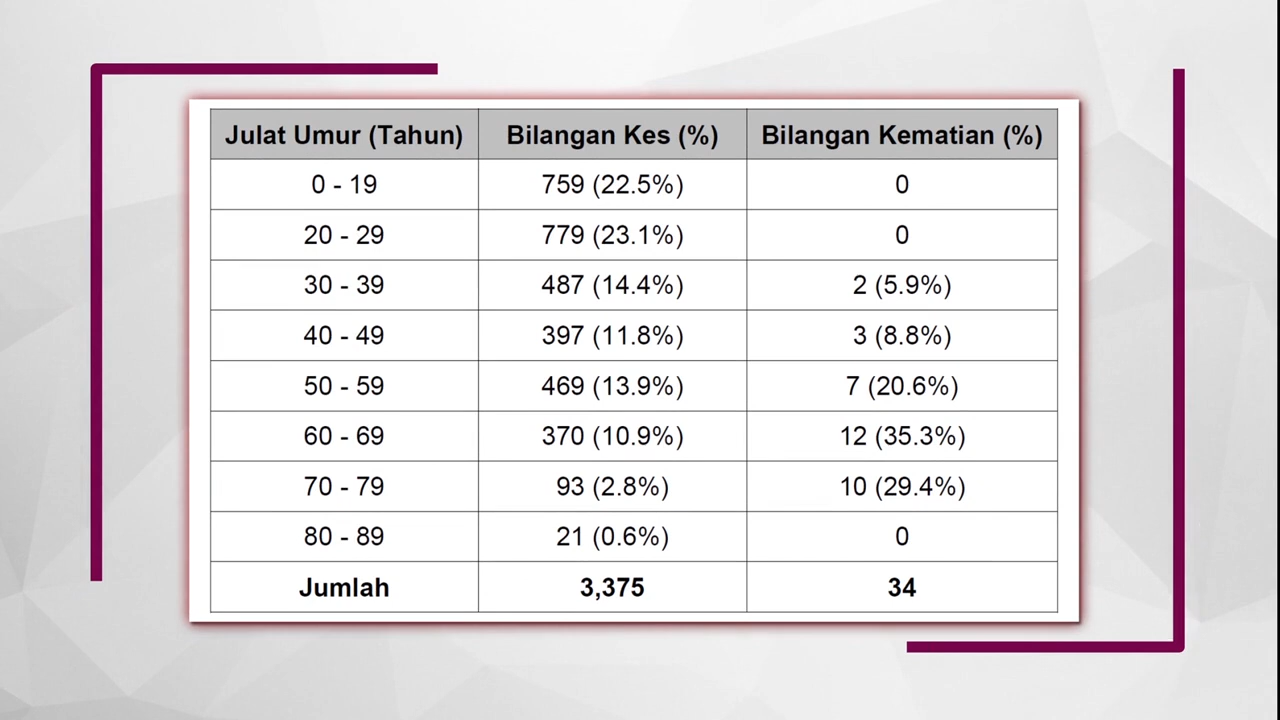 Julat Umur (Tahun) Bilangan Kes (%) Bilangan Kematian (%)
0 - 19 759 (22.5%) 0
20 - 29 779 (23.1%) 0
30 - 39 487 (14.4%) 2 (5.9%)
40 - 49 397 (11.8%) 3 (8.8%)
50 - 59 469 (13.9%) 7 (20.6%)
60 - 69 370 (10.9%) 12 (35.3%)
70 - 79 93 (2.8%) 10 (29.4%)
80 - 89 21 (0.6%) 0
Jumlah 3,375 34